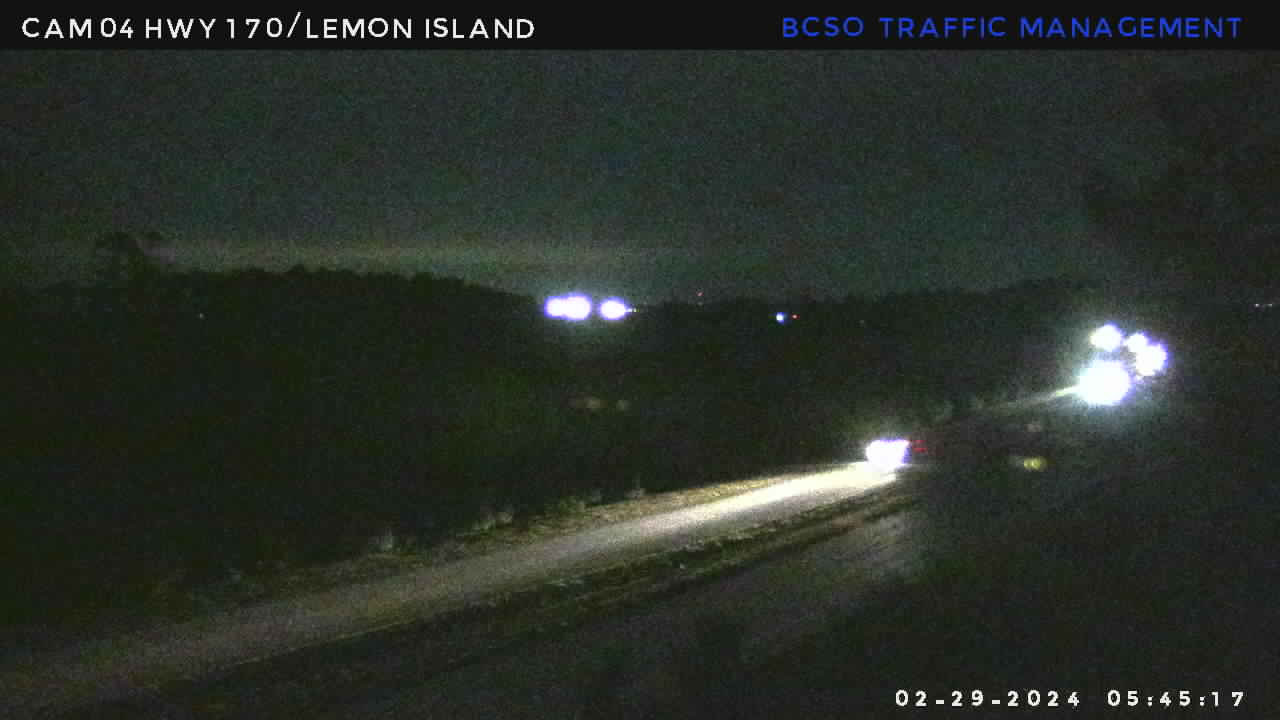 CAM04 HWY 170/LEMON ISLAND
BCSO TRAFFIC MANAGEMENT
02-29-2024 05:45:17